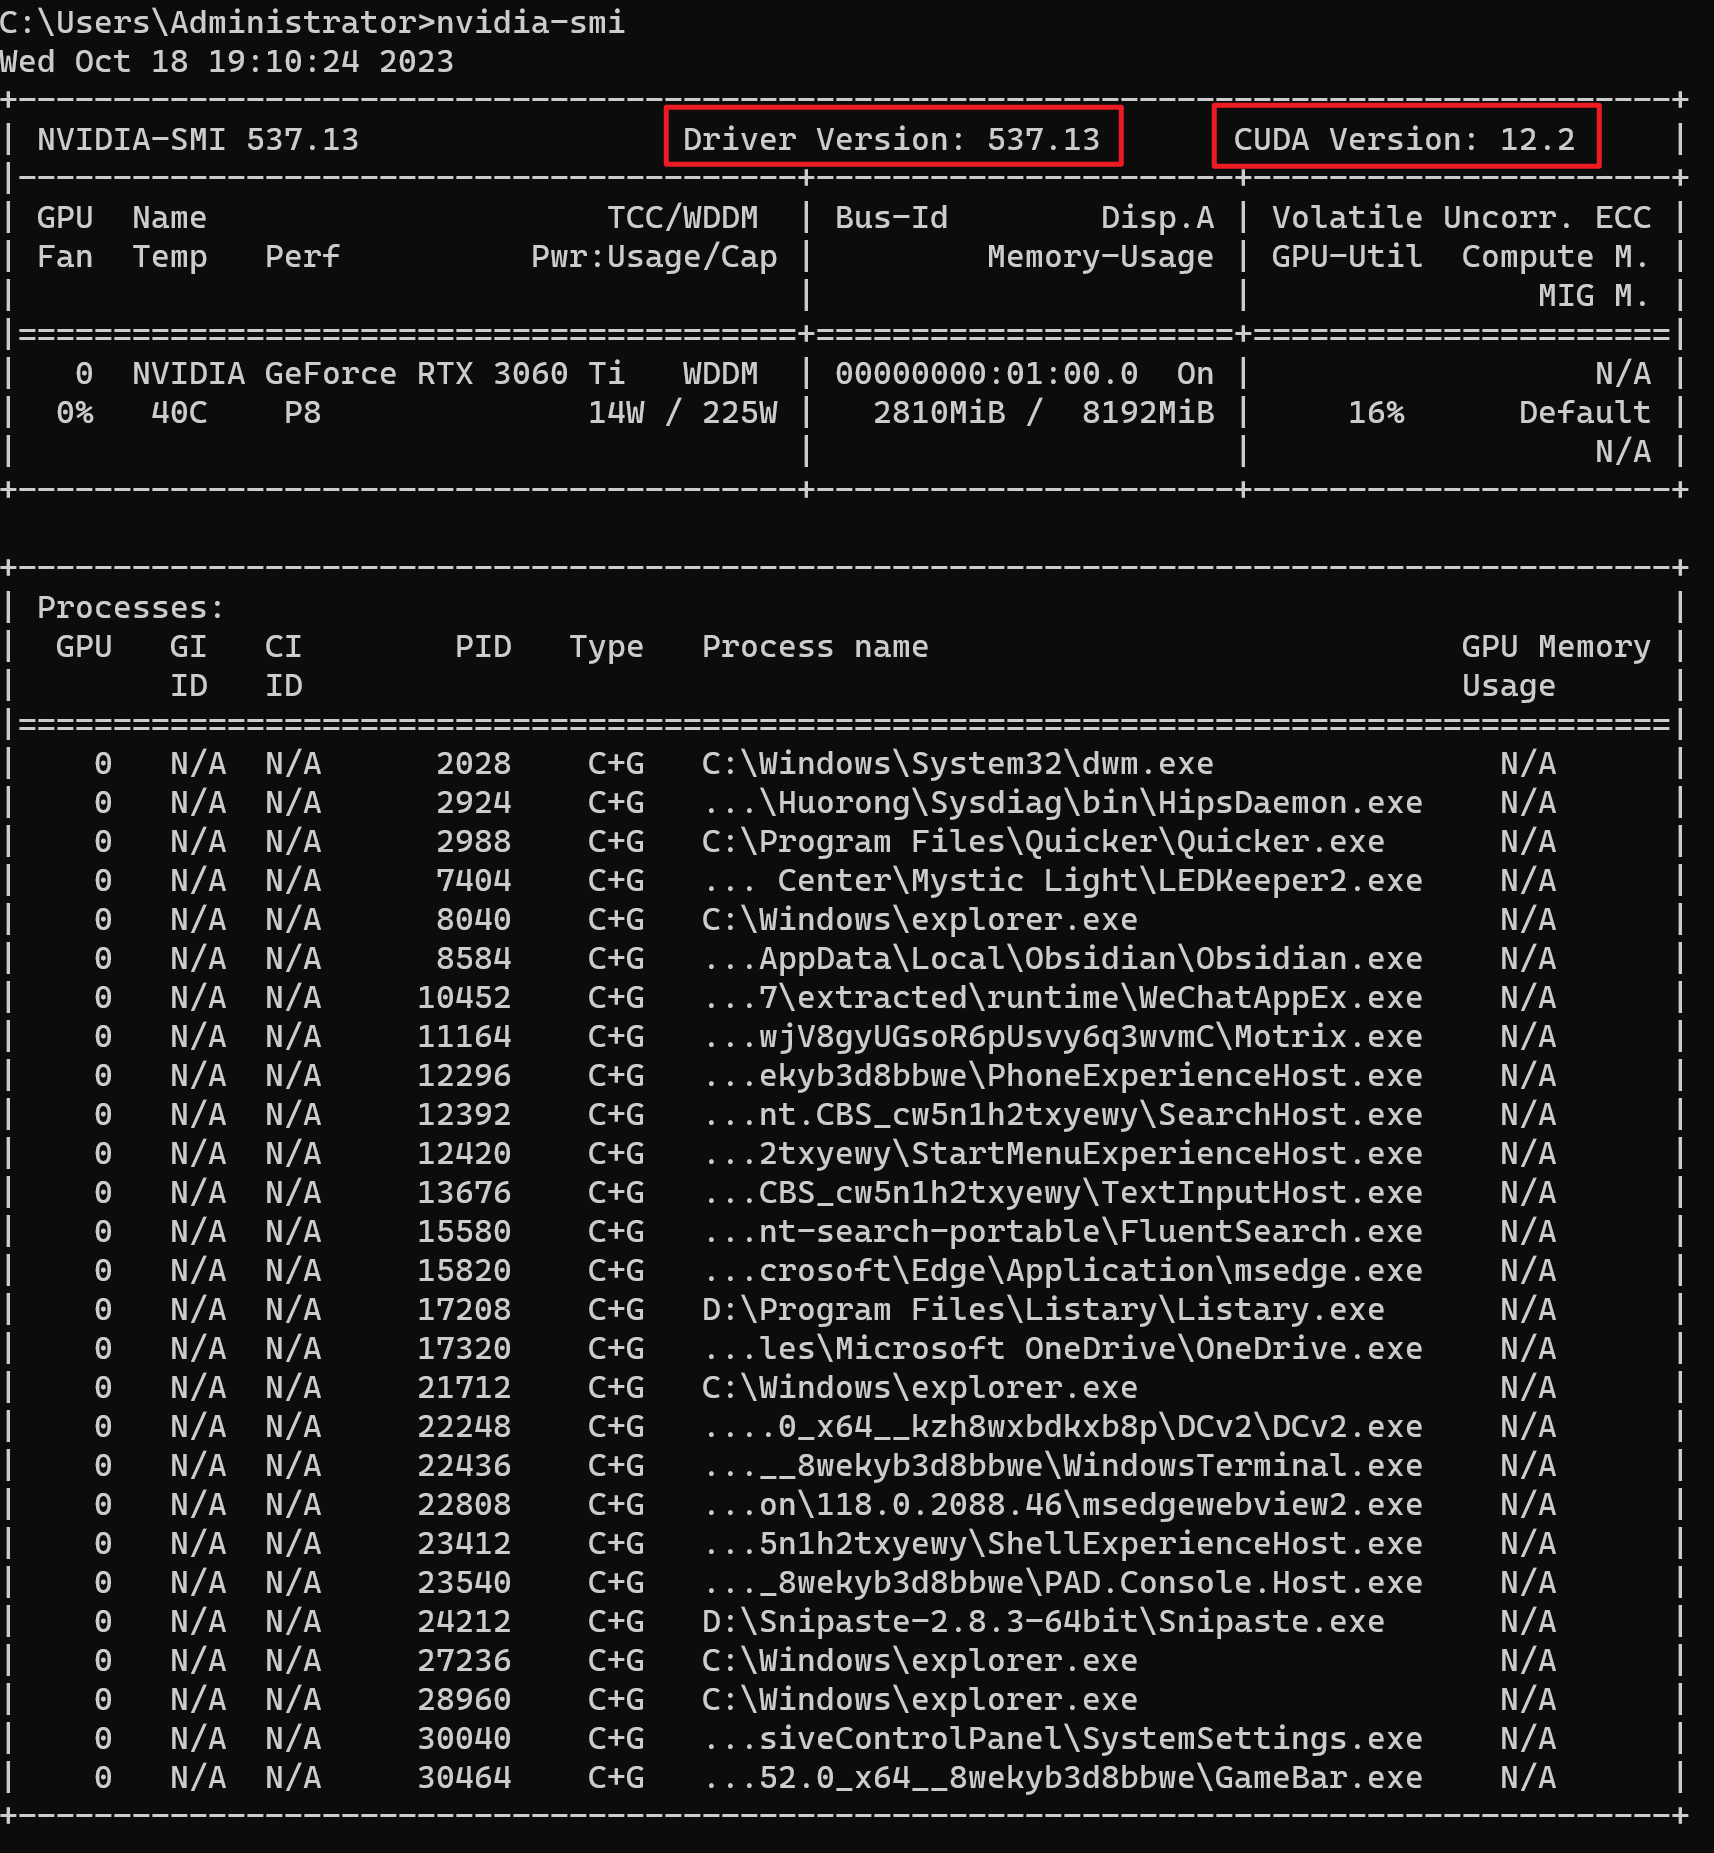 C:\Users\Administrator>nvidia-smi
Wed Oct 18 19:10:24 2023
+---------------------------------------------------------------------------------------+
| NVIDIA-SMI 537.13                 Driver Version: 537.13       CUDA Version: 12.2     |
|-----------------------------------------+----------------------+----------------------+
| GPU  Name                     TCC/WDDM  | Bus-Id        Disp.A | Volatile Uncorr. ECC |
| Fan  Temp   Perf          Pwr:Usage/Cap |         Memory-Usage | GPU-Util  Compute M. |
|                                         |                      |               MIG M. |
|=========================================+======================+======================|
|   0  NVIDIA GeForce RTX 3060 Ti   WDDM  | 00000000:01:00.0  On |                  N/A |
|  0%   40C    P8              14W / 225W |   2810MiB /  8192MiB |     16%      Default |
|                                         |                      |                  N/A |
+-----------------------------------------+----------------------+----------------------+
+---------------------------------------------------------------------------------------+
| Processes:                                                                            |
|  GPU   GI   CI        PID   Type   Process name                            GPU Memory |
|        ID   ID                                                             Usage      |
|=======================================================================================|
|    0   N/A  N/A      2028    C+G   C:\Windows\System32\dwm.exe               N/A      |
|    0   N/A  N/A      2924    C+G   ...\Huorong\Sysdiag\bin\HipsDaemon.exe    N/A      |
|    0   N/A  N/A      2988    C+G   C:\Program Files\Quicker\Quicker.exe      N/A      |
|    0   N/A  N/A      7404    C+G   ... Center\Mystic Light\LEDKeeper2.exe    N/A      |
|    0   N/A  N/A      8040    C+G   C:\Windows\explorer.exe                   N/A      |
|    0   N/A  N/A      8584    C+G   ...AppData\Local\Obsidian\Obsidian.exe    N/A      |
|    0   N/A  N/A     10452    C+G   ...7\extracted\runtime\WeChatAppEx.exe    N/A      |
|    0   N/A  N/A     11164    C+G   ...wjV8gyUGsoR6pUsvy6q3wvmC\Motrix.exe    N/A      |
|    0   N/A  N/A     12296    C+G   ...ekyb3d8bbwe\PhoneExperienceHost.exe    N/A      |
|    0   N/A  N/A     12392    C+G   ...nt.CBS_cw5n1h2txyewy\SearchHost.exe    N/A      |
|    0   N/A  N/A     12420    C+G   ...2txyewy\StartMenuExperienceHost.exe    N/A      |
|    0   N/A  N/A     13676    C+G   ...CBS_cw5n1h2txyewy\TextInputHost.exe    N/A      |
|    0   N/A  N/A     15580    C+G   ...nt-search-portable\FluentSearch.exe    N/A      |
|    0   N/A  N/A     15820    C+G   ...crosoft\Edge\Application\msedge.exe    N/A      |
|    0   N/A  N/A     17208    C+G   D:\Program Files\Listary\Listary.exe      N/A      |
|    0   N/A  N/A     17320    C+G   ...les\Microsoft OneDrive\OneDrive.exe    N/A      |
|    0   N/A  N/A     21712    C+G   C:\Windows\explorer.exe                   N/A      |
|    0   N/A  N/A     22248    C+G   ....0_x64__kzh8wxbdkxb8p\DCv2\DCv2.exe    N/A      |
|    0   N/A  N/A     22436    C+G   ...__8wekyb3d8bbwe\WindowsTerminal.exe    N/A      |
|    0   N/A  N/A     22808    C+G   ...on\118.0.2088.46\msedgewebview2.exe    N/A      |
|    0   N/A  N/A     23412    C+G   ...5n1h2txyewy\ShellExperienceHost.exe    N/A      |
|    0   N/A  N/A     23540    C+G   ..._8wekyb3d8bbwe\PAD.Console.Host.exe    N/A      |
|    0   N/A  N/A     24212    C+G   D:\Snipaste-2.8.3-64bit\Snipaste.exe      N/A      |
|    0   N/A  N/A     27236    C+G   C:\Windows\explorer.exe                   N/A      |
|    0   N/A  N/A     28960    C+G   C:\Windows\explorer.exe                   N/A      |
|    0   N/A  N/A     30040    C+G   ...siveControlPanel\SystemSettings.exe    N/A      |
|    0   N/A  N/A     30464    C+G   ...52.0_x64__8wekyb3d8bbwe\GameBar.exe    N/A      |
+---------------------------------------------------------------------------------------+